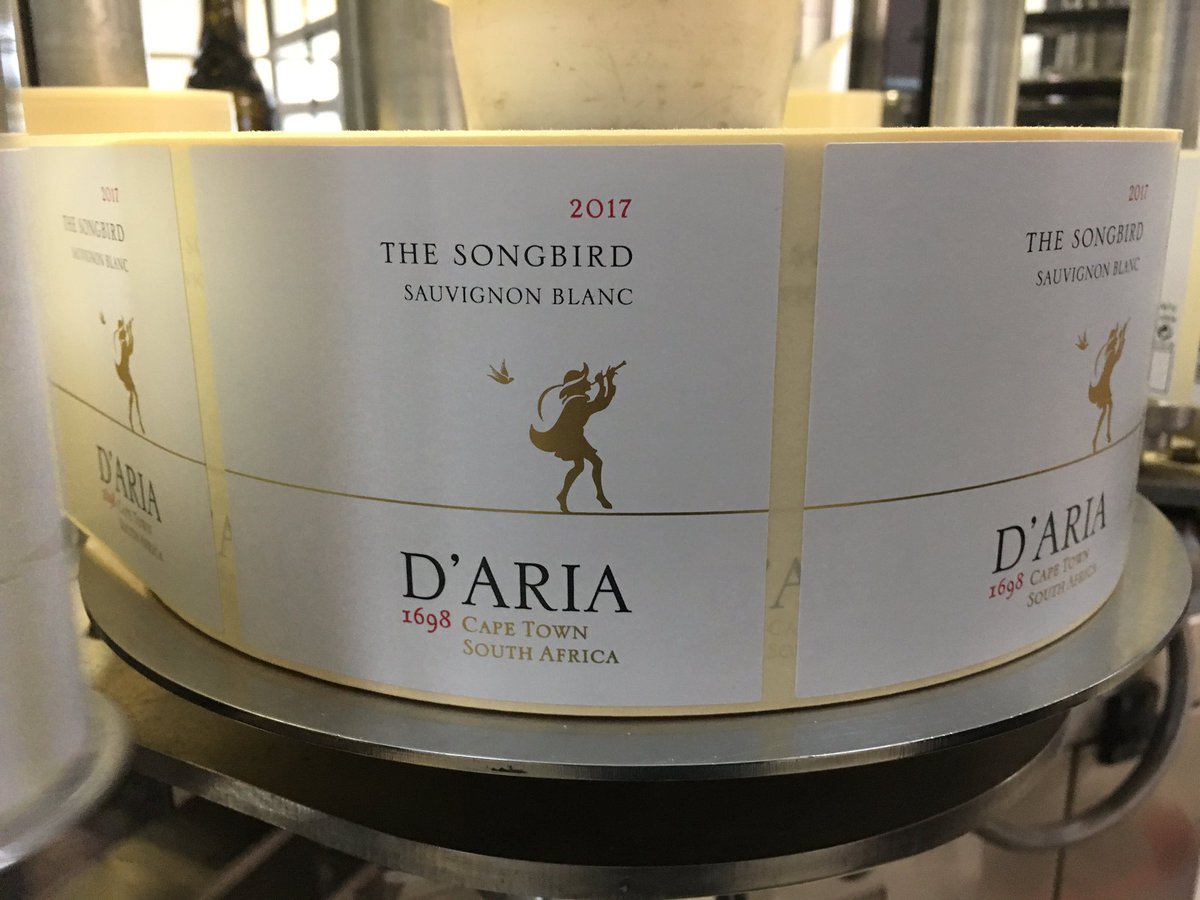 2017
THE SONGBIRD
SAUVIGNON BLANC
D'ARIA
1698 CAPE TOWN
SOUTH AFRICA
2017
THE SONGBIRD
SAUVIGNON BLANC
D'ARIA
1698 CAPE TOWN
SOUTH AFRICA
2017
THE SONGBIRD
SAUVIGNON BLANC
D'ARIA
1698 CAPE TOWN
SOUTH AFRICA